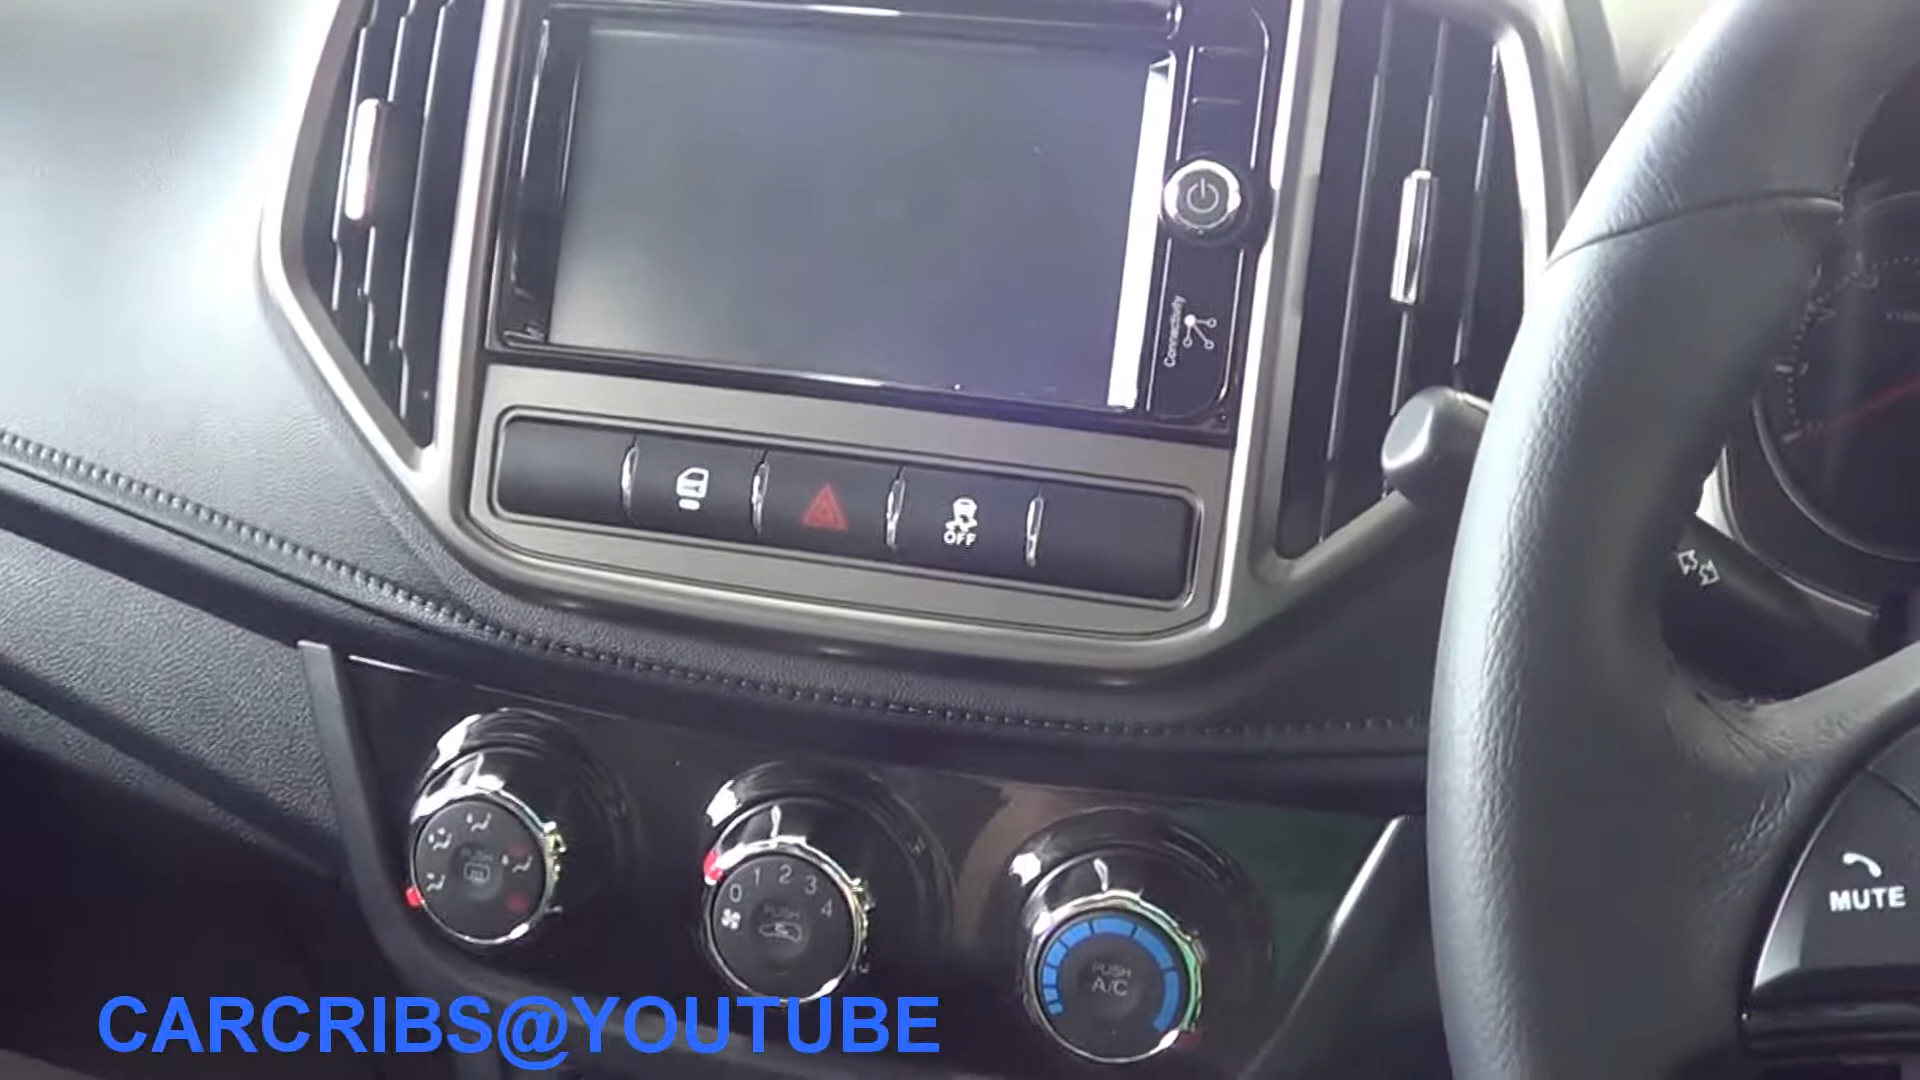 Connectivity
OFF
PUSH
0 1 2 3 4
PUSH
PUSH
A/C
MUTE
CARCRIBS@YOUTUBE